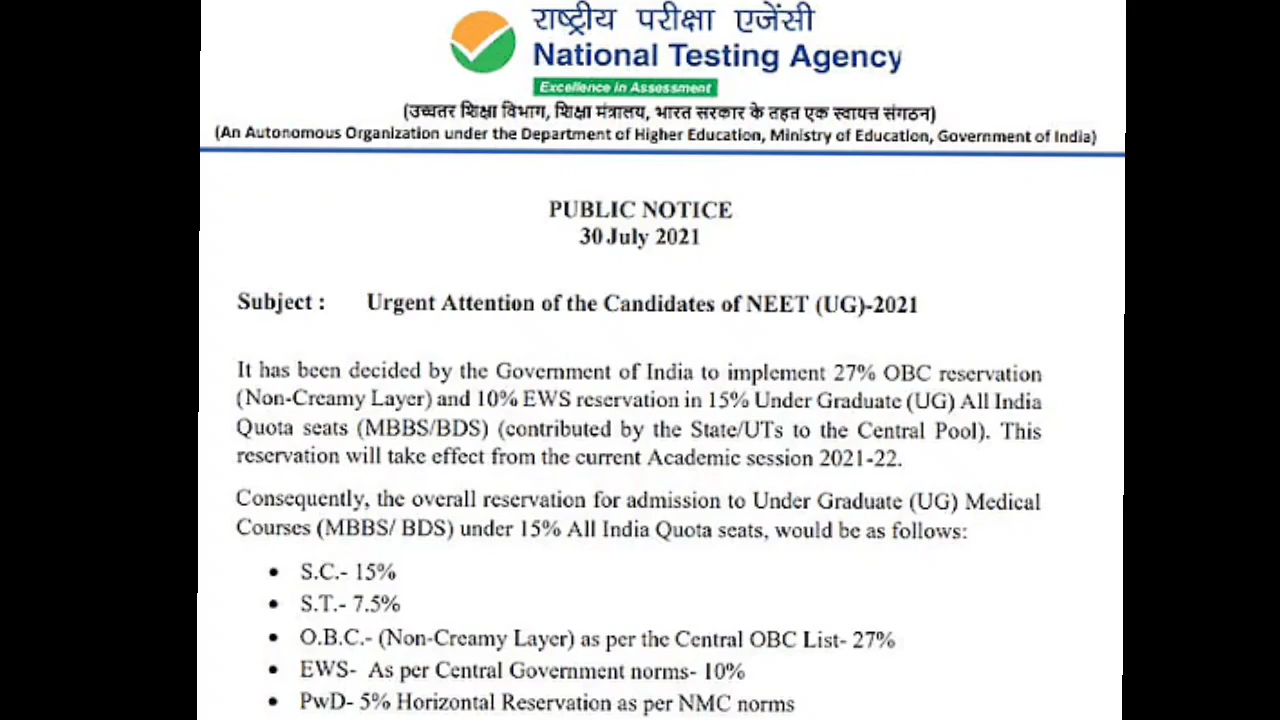 राष्ट्रीय परीक्षा एजेंसी
National Testing Agency
Excellence in Assessment
(उच्चतर शिक्षा विभाग, शिक्षा मंत्रालय, भारत सरकार के तहत एक स्वायत्त संगठन)
(An Autonomous Organization under the Department of Higher Education, Ministry of Education, Government of India)
PUBLIC NOTICE
30 July 2021
Subject : Urgent Attention of the Candidates of NEET (UG)-2021
It has been decided by the Government of India to implement 27% OBC reservation
(Non-Creamy Layer) and 10% EWS reservation in 15% Under Graduate (UG) All India
Quota seats (MBBS/BDS) (contributed by the State/UTs to the Central Pool). This
reservation will take effect from the current Academic session 2021-22.
Consequently, the overall reservation for admission to Under Graduate (UG) Medical
Courses (MBBS/ BDS) under 15% All India Quota seats, would be as follows:
• S.C.- 15%
• S.T.- 7.5%
• O.B.C.- (Non-Creamy Layer) as per the Central OBC List- 27%
• EWS- As per Central Government norms- 10%
• PwD- 5% Horizontal Reservation as per NMC norms